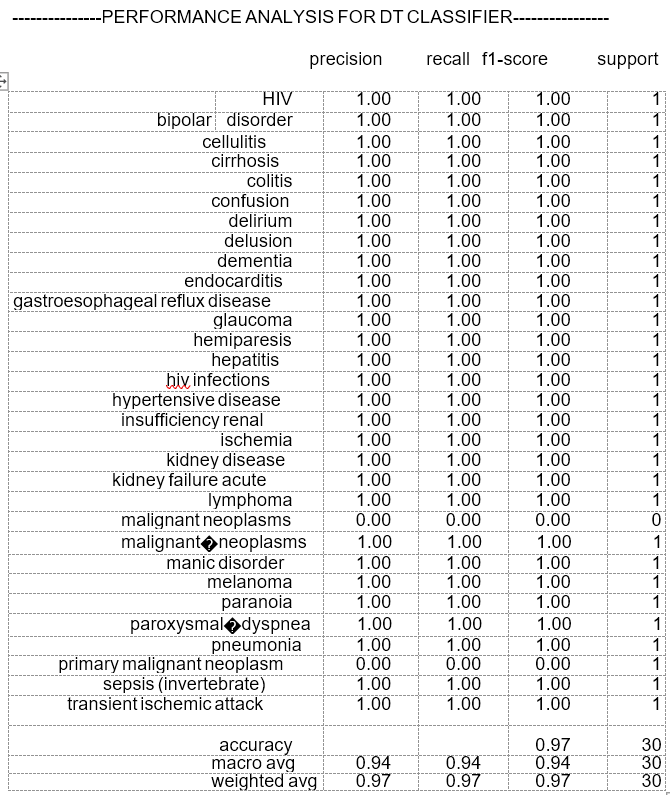 ---------------PERFORMANCE ANALYSIS FOR DT CLASSIFIER----------------
precision recall f1-score support
HIV 1.00 1.00 1.00 1
bipolar disorder 1.00 1.00 1.00 1
cellulitis 1.00 1.00 1.00 1
cirrhosis 1.00 1.00 1.00 1
colitis 1.00 1.00 1.00 1
confusion 1.00 1.00 1.00 1
delirium 1.00 1.00 1.00 1
delusion 1.00 1.00 1.00 1
dementia 1.00 1.00 1.00 1
endocarditis 1.00 1.00 1.00 1
gastroesophageal reflux disease 1.00 1.00 1.00 1
glaucoma 1.00 1.00 1.00 1
hemiparesis 1.00 1.00 1.00 1
hepatitis 1.00 1.00 1.00 1
hiv infections 1.00 1.00 1.00 1
hypertensive disease 1.00 1.00 1.00 1
insufficiency renal 1.00 1.00 1.00 1
ischemia 1.00 1.00 1.00 1
kidney disease 1.00 1.00 1.00 1
kidney failure acute 1.00 1.00 1.00 1
lymphoma 1.00 1.00 1.00 1
malignant neoplasms 0.00 0.00 0.00 0
malignant�neoplasms 1.00 1.00 1.00 1
manic disorder 1.00 1.00 1.00 1
melanoma 1.00 1.00 1.00 1
paranoia 1.00 1.00 1.00 1
paroxysmal�dyspnea 1.00 1.00 1.00 1
pneumonia 1.00 1.00 1.00 1
primary malignant neoplasm 0.00 0.00 0.00 1
sepsis (invertebrate) 1.00 1.00 1.00 1
transient ischemic attack 1.00 1.00 1.00 1
accuracy 0.97 30
macro avg 0.94 0.94 0.94 30
weighted avg 0.97 0.97 0.97 30